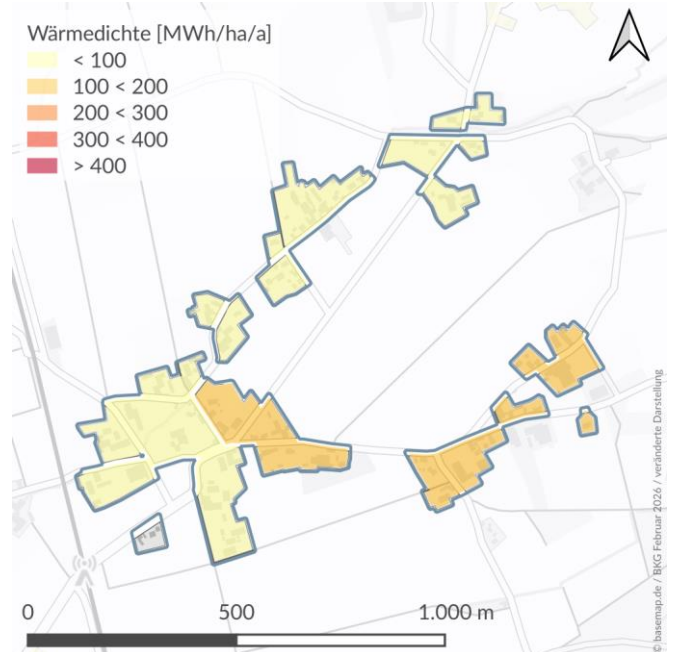 Wärmedichte [MWh/ha/a]
< 100
100 < 200
200 < 300
300 < 400
> 400
0 500 1.000 m
© basemap.de / BKG Februar 2026 / veränderte Darstellung